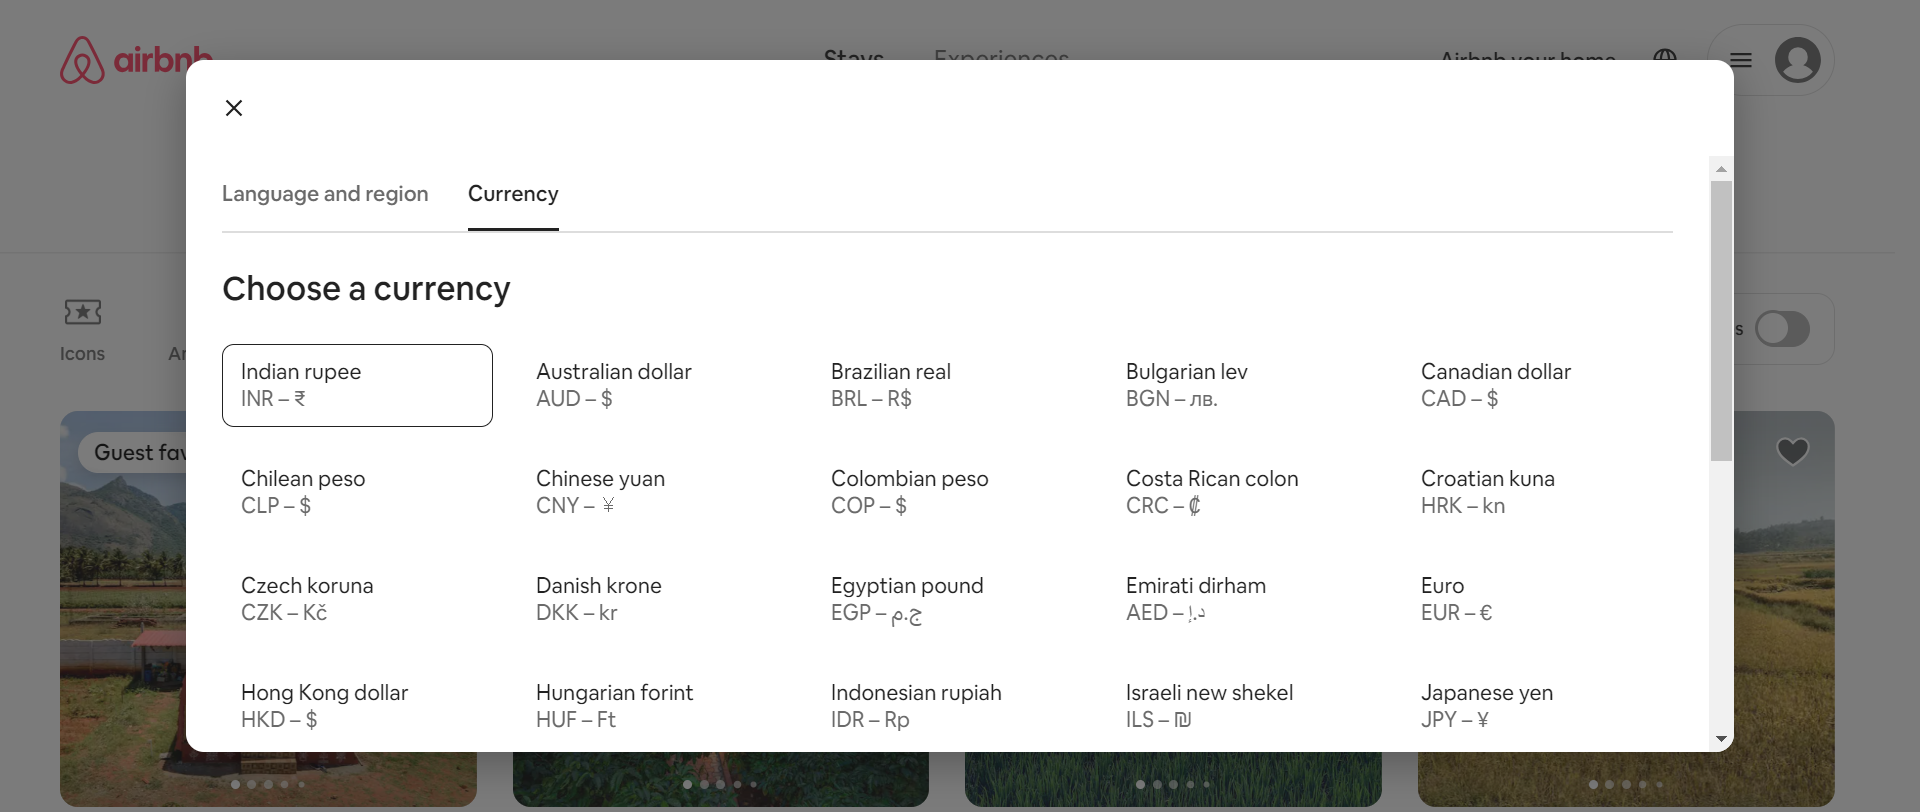 airbnb
Stays
Experiences
Airbnb your home
Language and region
Currency
Choose a currency
Indian rupee
INR – ₹
Australian dollar
AUD – $
Brazilian real
BRL – R$
Bulgarian lev
BGN – лв.
Canadian dollar
CAD – $
Chilean peso
CLP – $
Chinese yuan
CNY – ￥
Colombian peso
COP – $
Costa Rican colon
CRC – ₡
Croatian kuna
HRK – kn
Czech koruna
CZK – Kč
Danish krone
DKK – kr
Egyptian pound
EGP – ج.م
Emirati dirham
AED – د.إ
Euro
EUR – €
Hong Kong dollar
HKD – $
Hungarian forint
HUF – Ft
Indonesian rupiah
IDR – Rp
Israeli new shekel
ILS – ₪
Japanese yen
JPY – ¥
Icons
Guest